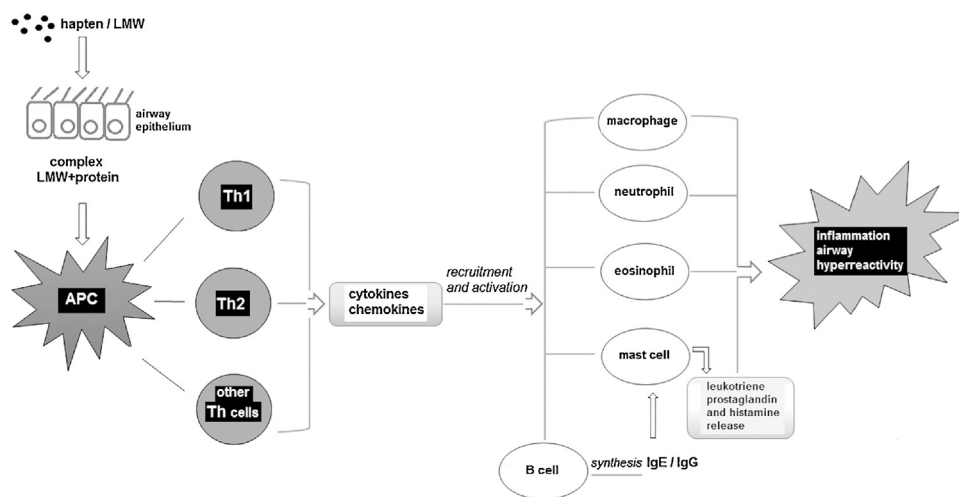 hapten / LMW
airway
epithelium
complex
LMW+protein
APC
Th1
Th2
other
Th cells
cytokines
chemokines
recruitment
and activation
macrophage
neutrophil
eosinophil
mast cell
B cell
synthesis IgE / IgG
leukotriene
prostaglandin
and histamine
release
inflammation
airway
hyperreactivity